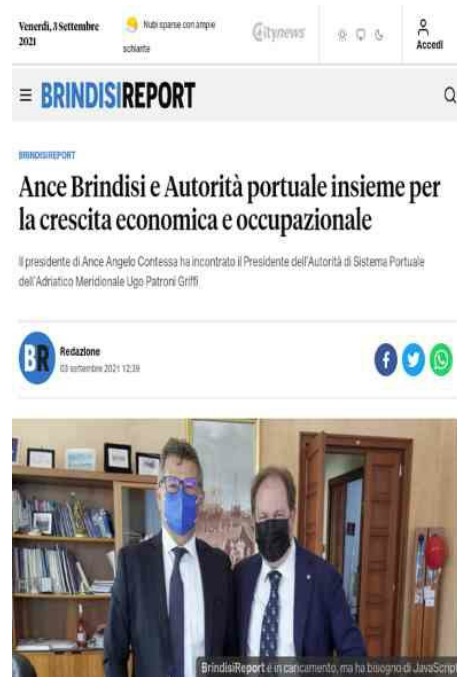 Venerdì, 3 Settembre
2021
Nubi sparse con ampie
schiarite
Citynews
Accedi
BRINDISIREPORT
BRINDISIREPORT
Ance Brindisi e Autorità portuale insieme per
la crescita economica e occupazionale
Il presidente di Ance Angelo Contessa ha incontrato il Presidente dell'Autorità di Sistema Portuale
dell'Adriatico Meridionale Ugo Patroni Griffi
BR
Redazione
03 settembre 2021 12:39
BrindisiReport è in caricamento, ma ha bisogno di JavaScript